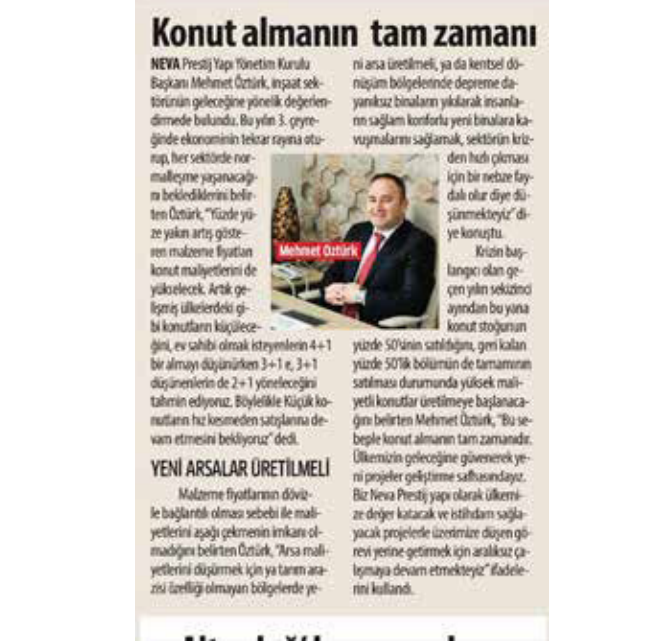 Konut almanın tam zamanı
NEVA Prestij Yapı Yönetim Kurulu
Başkanı Mehmet Öztürk, inşaat sek-
törünün geleceğine yönelik değerlen-
dirmede bulundu. Bu yılın 3. çeyre-
ğinde ekonominin tekrar rayına otu-
rup, her sektörde nor-
malleşme yaşanacağı-
nı beklediklerini belir-
ten Öztürk, "Yüzde yü-
ze yakın artış göste-
ren malzeme fiyatları
konut maliyetlerini de
yükselecek. Artık ge-
lişmiş ülkelerdeki gi-
bi konutların küçülece-
ğini, ev sahibi olmak isteyenlerin 4+1
bir almayı düşünürken 3+1 e, 3+1
düşünenlerin de 2+1 yöneleceğini
tahmin ediyoruz. Böylelikle Küçük ko-
nutların hız kesmeden satışlarına de-
vam etmesini bekliyoruz" dedi.
YENİ ARSALAR ÜRETİLMELİ
Malzeme fiyatlarının döviz-
le bağlantılı olması sebebi ile mali-
yetlerini aşağı çekmenin imkanı ol-
madığını belirten Öztürk, "Arsa mali-
yetlerini düşürmek için ya tarım ara-
zisi özelliği olmayan bölgelerde ye-
ni arsa üretilmeli, ya da kentsel dö-
nüşüm bölgelerinde depreme da-
yanıksız binaların yıkılarak insanla-
rın sağlam konforlu yeni binalara ka-
vuşmalarını sağlamak, sektörün kriz-
den hızlı çıkması
için bir nebze fay-
dalı olur diye dü-
şünmekteyiz" di-
ye konuştu.
Krizin baş-
langıcı olan ge-
çen yılın sekizinci
ayından bu yana
konut stoğunun
yüzde 50'sinin satıldığını, geri kalan
yüzde 50'lik bölümün de tamamının
satılması durumunda yüksek mali-
yetli konutlar üretilmeye başlanaca-
ğını belirten Mehmet Öztürk, "Bu se-
beple konut almanın tam zamanıdır.
Ülkemizin geleceğine güvenerek ye-
ni projeler geliştirme safhasındayız.
Biz Neva Prestij yapı olarak ülkemi-
ze değer katacak ve istihdam sağla-
yacak projelerde üzerimize düşen gö-
revi yerine getirmek için aralıksız ça-
lışmaya devam etmekteyiz" ifadele-
rini kullandı.
Mehmet Öztürk